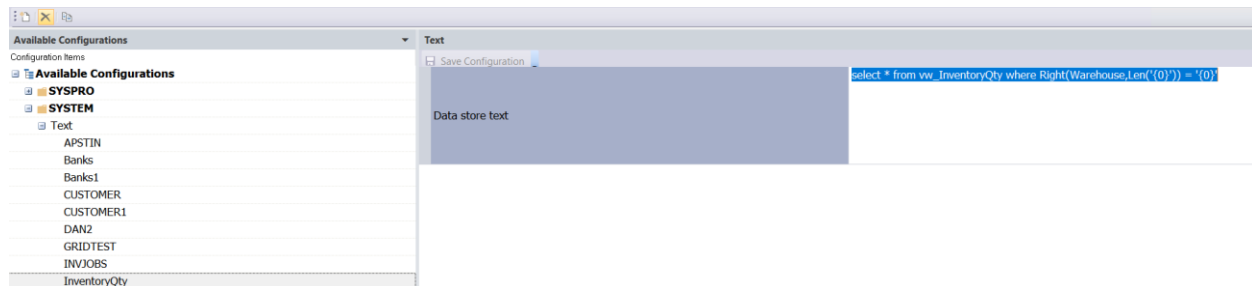 Available Configurations
Text
Configuration Items
Save Configuration
Available Configurations
select * from vw_InventoryQty where Right(Warehouse,Len('{0}')) = '{0}'
SYSPRO
SYSTEM
Data store text
Text
APSTIN
Banks
Banks1
CUSTOMER
CUSTOMER1
DAN2
GRIDTEST
INVJOBS
InventoryQty